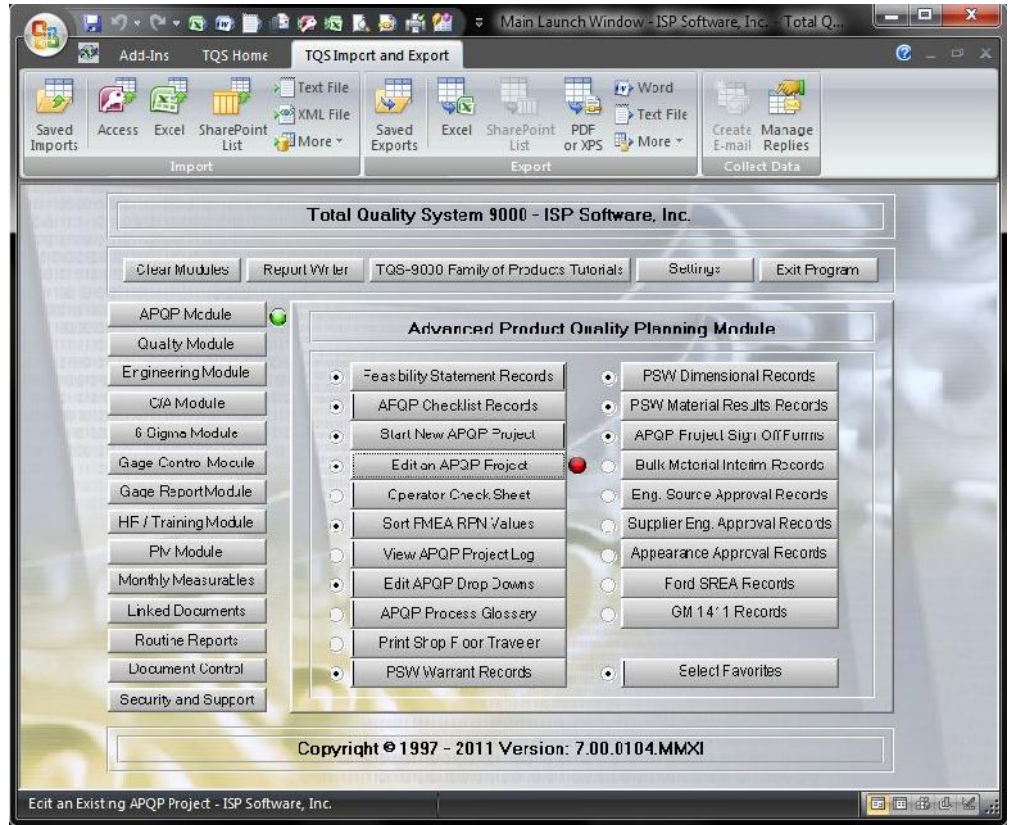 Main Launch Window - ISP Software, Inc. - Total Q...
Add-Ins TQS Home TQS Import and Export
Saved Imports
Access
Excel
SharePoint List
Text File
XML File
More
Saved Exports
Excel
SharePoint List
PDF or XPS
Word
Text File
More
Create E-mail
Manage Replies
Import
Export
Collect Data
Total Quality System 9000 - ISP Software, Inc.
Clear Modules
Report Writer
TQS-9000 Family of Products Tutorials
Settings
Exit Program
APQP Module
Quality Module
Engineering Module
C/A Module
6 Sigma Module
Gage Control Module
Gage Report Module
HR / Training Module
PM Module
Monthly Measurables
Linked Documents
Routine Reports
Document Control
Security and Support
Advanced Product Quality Planning Module
Feasibility Statement Records
APQP Checklist Records
Start New APQP Project
Edit an APQP Project
Operator Check Sheet
Sort FMEA RPN Values
View APQP Project Log
Edit APQP Drop Downs
APQP Process Glossary
Print Shop Floor Traveler
PSW Warrant Records
PSW Dimensional Records
PSW Material Results Records
APQP Project Sign Off Forms
Bulk Material Interim Records
Eng. Source Approval Records
Supplier Eng. Approval Records
Appearance Approval Records
Ford SREA Records
GM 1411 Records
Select Favorites
Copyright © 1997 - 2011 Version: 7.00.0104.MMXI
Edit an Existing APQP Project - ISP Software, Inc.